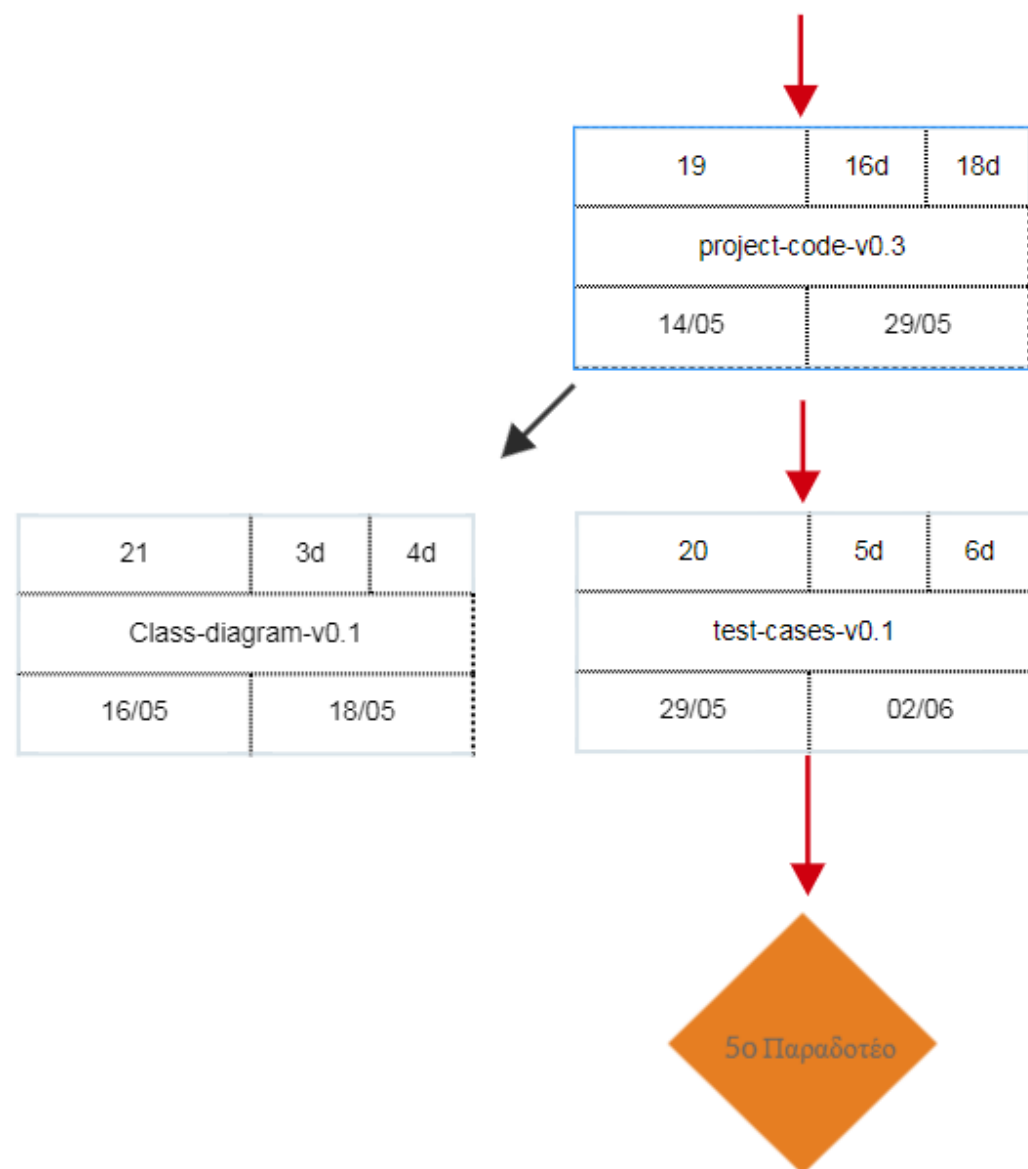 19 16d 18d
project-code-v0.3
14/05 29/05
21 3d 4d
Class-diagram-v0.1
16/05 18/05
20 5d 6d
test-cases-v0.1
29/05 02/06
5ο Παραδοτέο